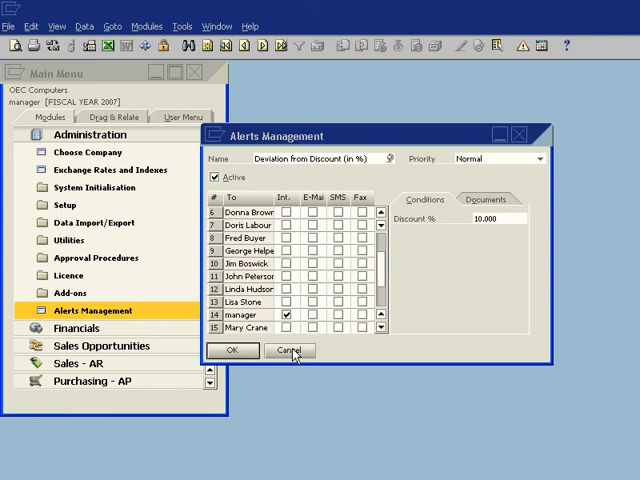 File Edit View Data Goto Modules Tools Window Help
Main Menu
OEC Computers
manager [FISCAL YEAR 2007]
Modules Drag & Relate User Menu
Administration
Choose Company
Exchange Rates and Indexes
System Initialisation
Setup
Data Import/Export
Utilities
Approval Procedures
Licence
Add-ons
Alerts Management
Financials
Sales Opportunities
Sales - AR
Purchasing - AP
Alerts Management
Name Deviation from Discount (in %) Priority Normal
Active
# To Int. E-Mai SMS Fax
6 Donna Brown
7 Doris Labour
8 Fred Buyer
9 George Helpe
10 Jim Boswick
11 John Peterson
12 Linda Hudson
13 Lisa Stone
14 manager
15 Mary Crane
Conditions Documents
Discount % 10.000
OK Cancel